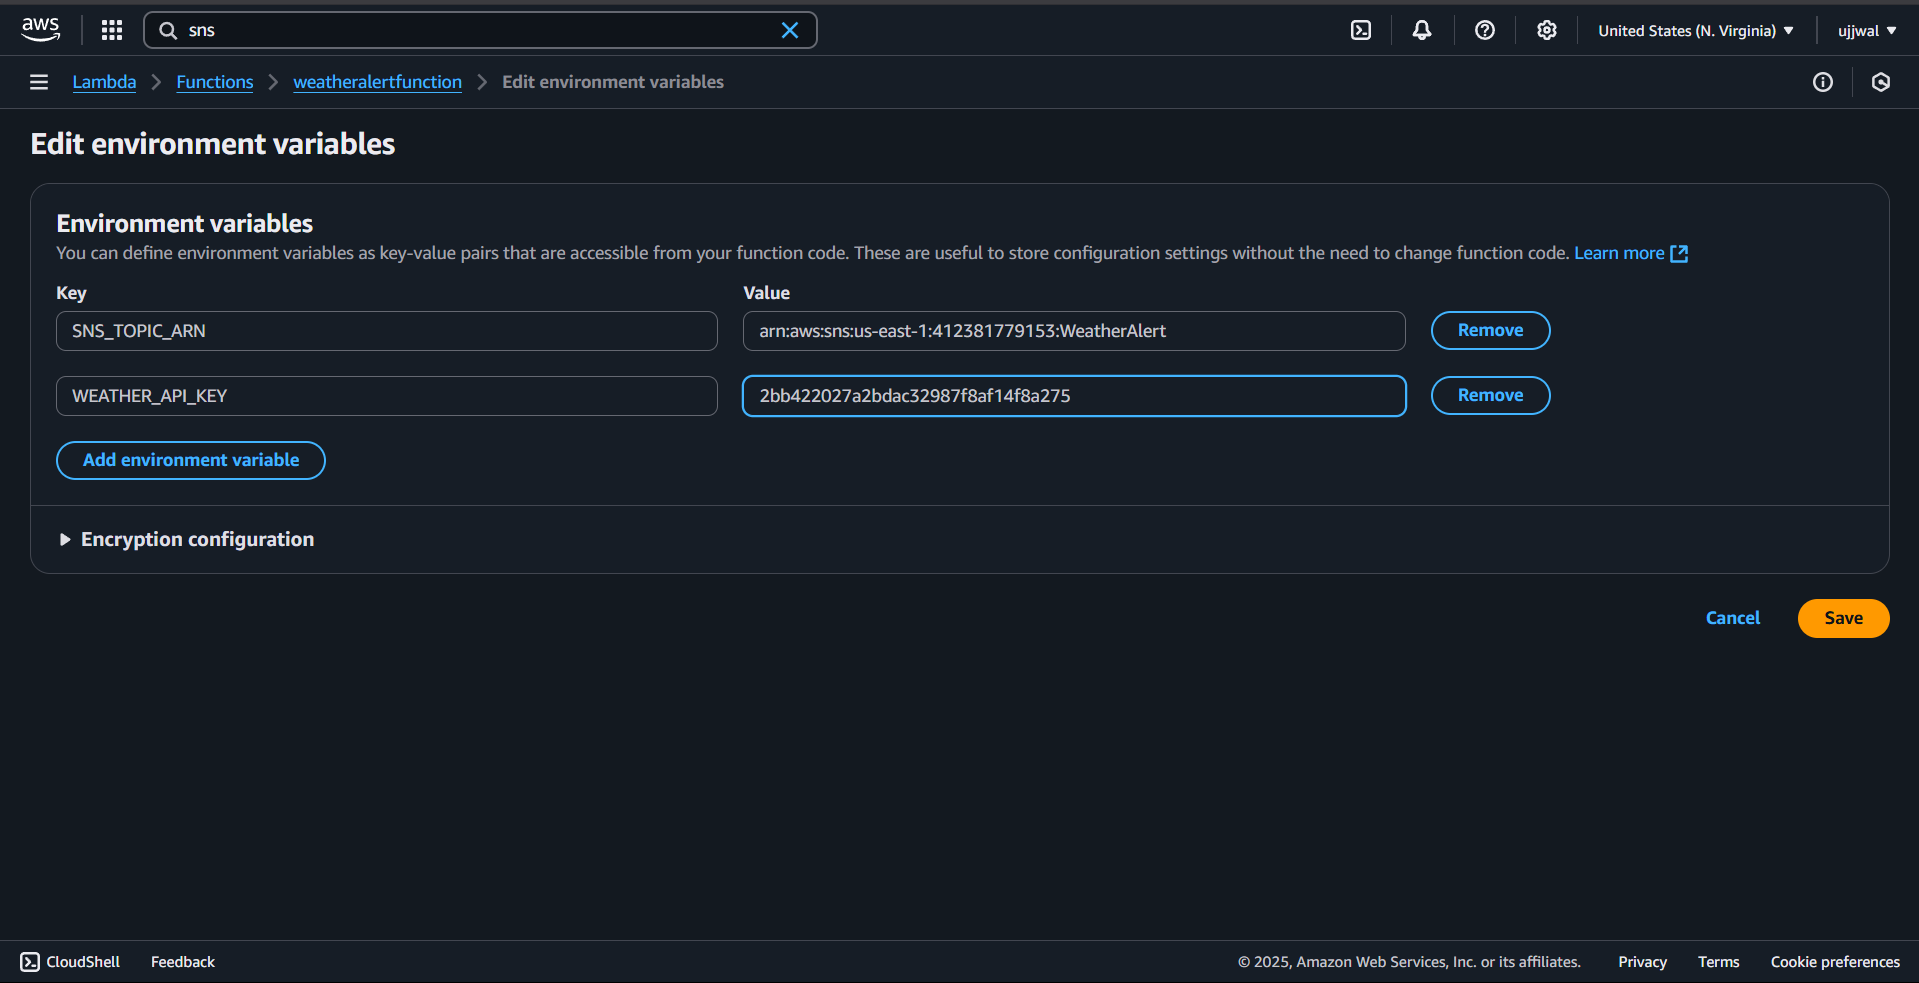 aws
sns
United States (N. Virginia)
ujjwal
Lambda
Functions
weatheralertfunction
Edit environment variables
Edit environment variables
Environment variables
You can define environment variables as key-value pairs that are accessible from your function code. These are useful to store configuration settings without the need to change function code. Learn more
Key
Value
SNS_TOPIC_ARN
arn:aws:sns:us-east-1:412381779153:WeatherAlert
Remove
WEATHER_API_KEY
2bb422027a2bdac32987f8af14f8a275
Remove
Add environment variable
Encryption configuration
Cancel
Save
CloudShell
Feedback
© 2025, Amazon Web Services, Inc. or its affiliates.
Privacy
Terms
Cookie preferences